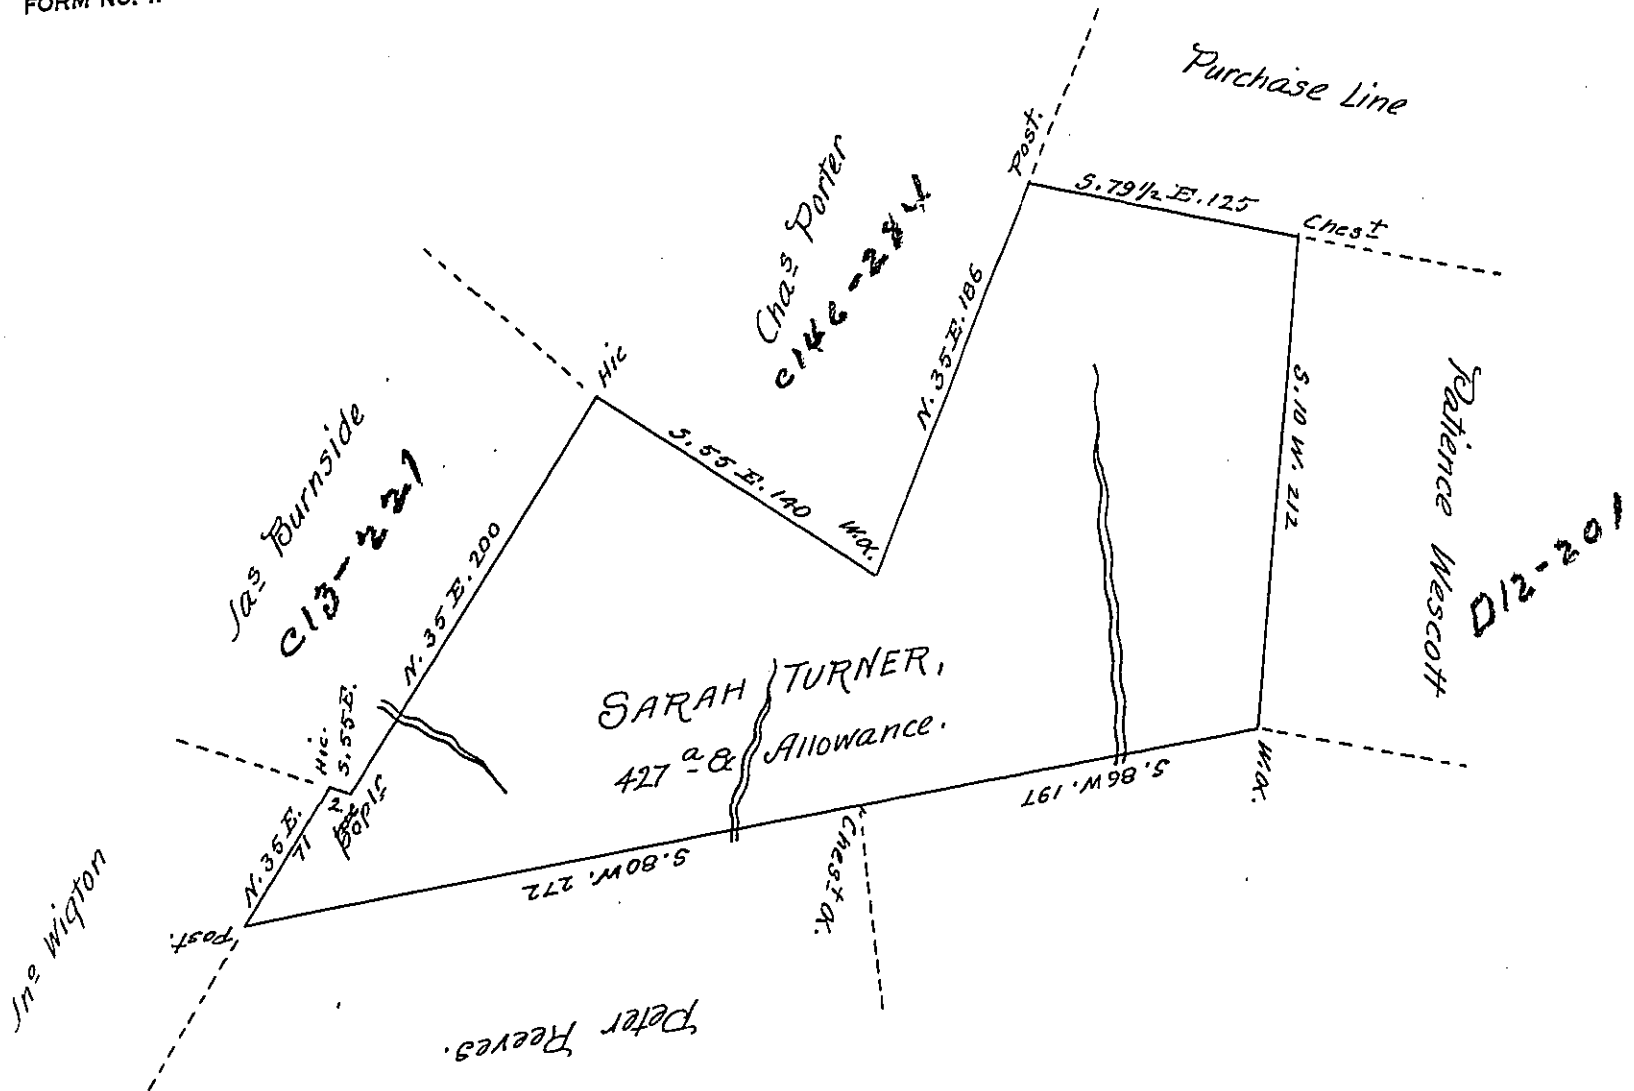 FORM NO. 1.
Purchase Line
Post.
S. 79 1/2 E. 125
Chest
Chas Porter
C146-284
N. 35 E. 186
Hic
S. 55 E. 140
W.O.
Jas Burnside
C13-221
N. 35 E. 200
S. 10 W. 212
Patience Wescott
D12-201
SARAH TURNER,
427 a & Allowance.
Hic.
S. 55 E.
2
Popls
N. 35 E.
71
S. 86 W. 197
W.O.
S. 80 W. 272
Chest O.
Post.
Jno Wigton
Peter Reeves.